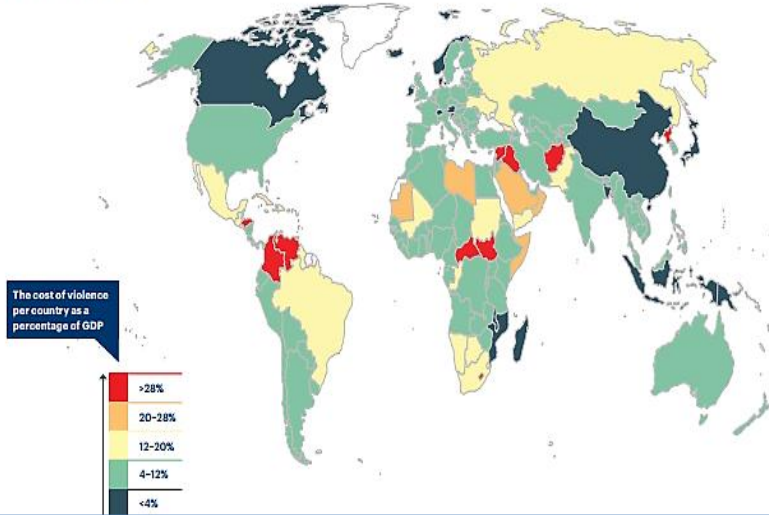 The cost of violence
per country as a
percentage of GDP
>28%
20-28%
12-20%
4-12%
<4%